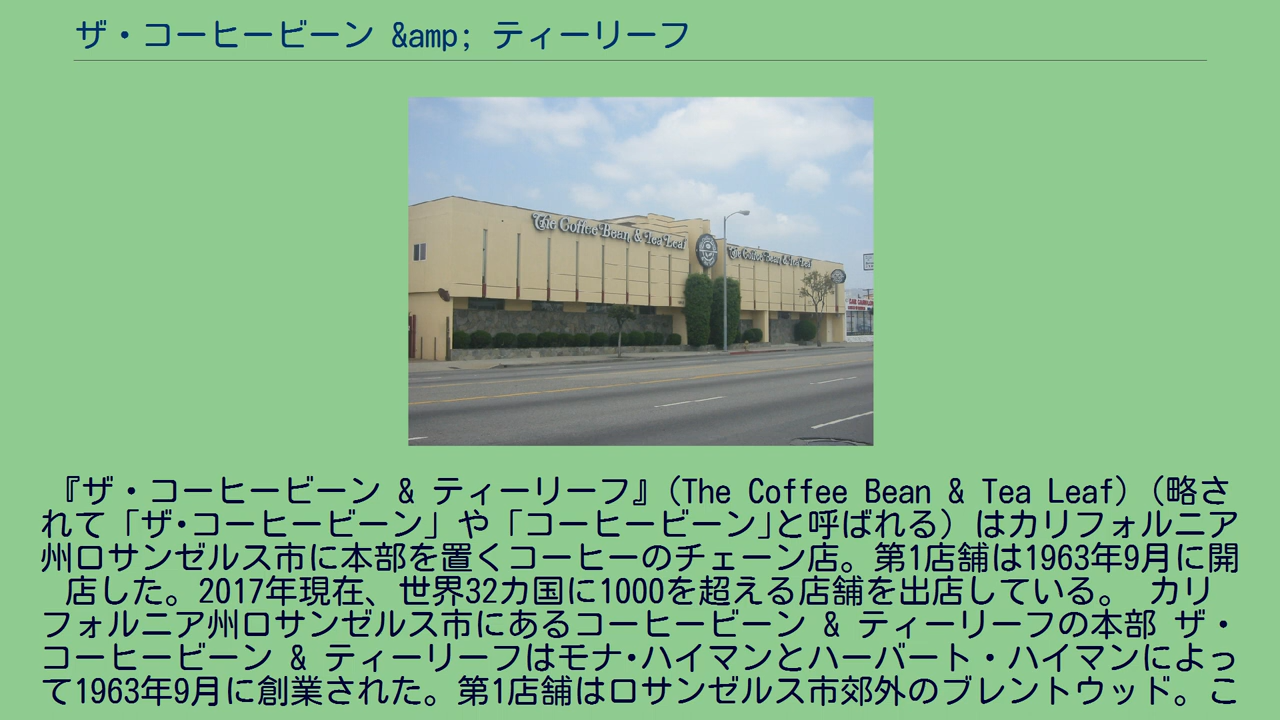 ザ・コーヒービーン &amp; ティーリーフ
The Coffee Bean & Tea Leaf
The Coffee Bean & Tea Leaf
『ザ・コーヒービーン & ティーリーフ』(The Coffee Bean & Tea Leaf) (略さ
れて「ザ･コーヒービーン」や「コーヒービーン｣と呼ばれる）はカリフォルニア
州ロサンゼルス市に本部を置くコーヒーのチェーン店。第1店舗は1963年9月に開
店した。2017年現在、世界32カ国に1000を超える店舗を出店している。 カリ
フォルニア州ロサンゼルス市にあるコーヒービーン & ティーリーフの本部 ザ・
コーヒービーン & ティーリーフはモナ･ハイマンとハーバート・ハイマンによっ
て1963年9月に創業された。第1店舗はロサンゼルス市郊外のブレントウッド。こ